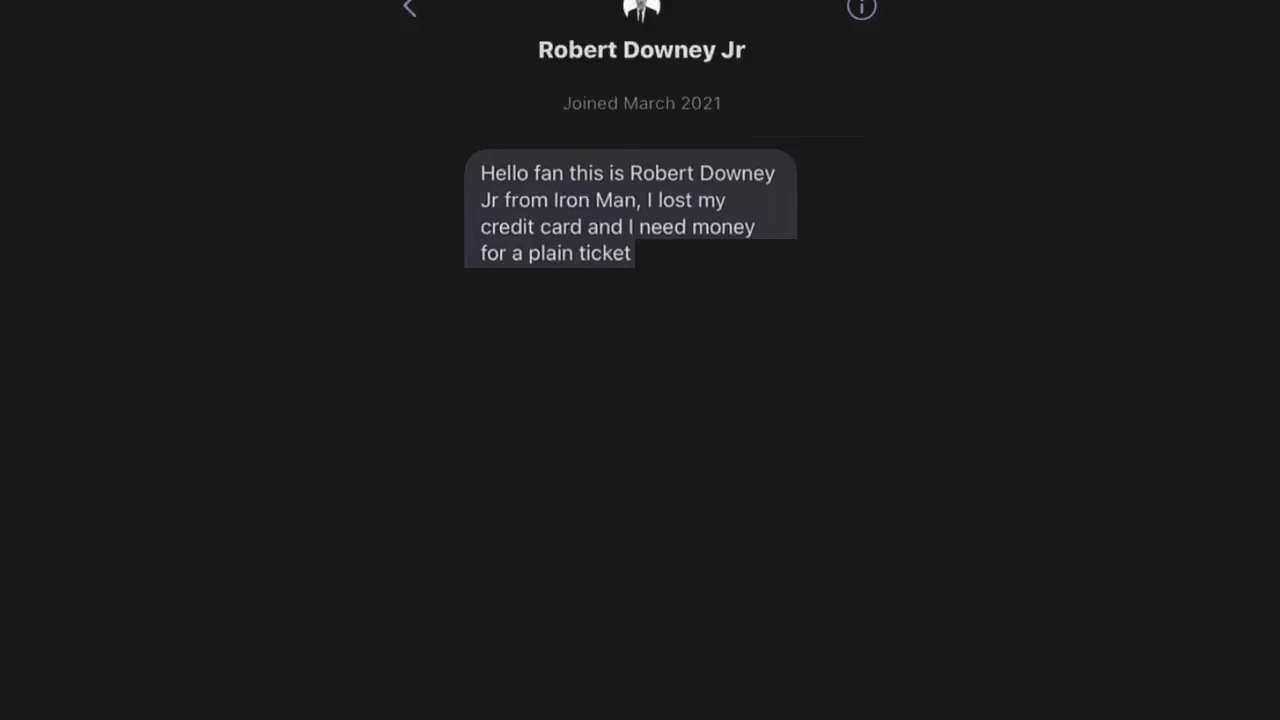 Robert Downey Jr
Joined March 2021
Hello fan this is Robert Downey
Jr from Iron Man, I lost my
credit card and I need money
for a plain ticket